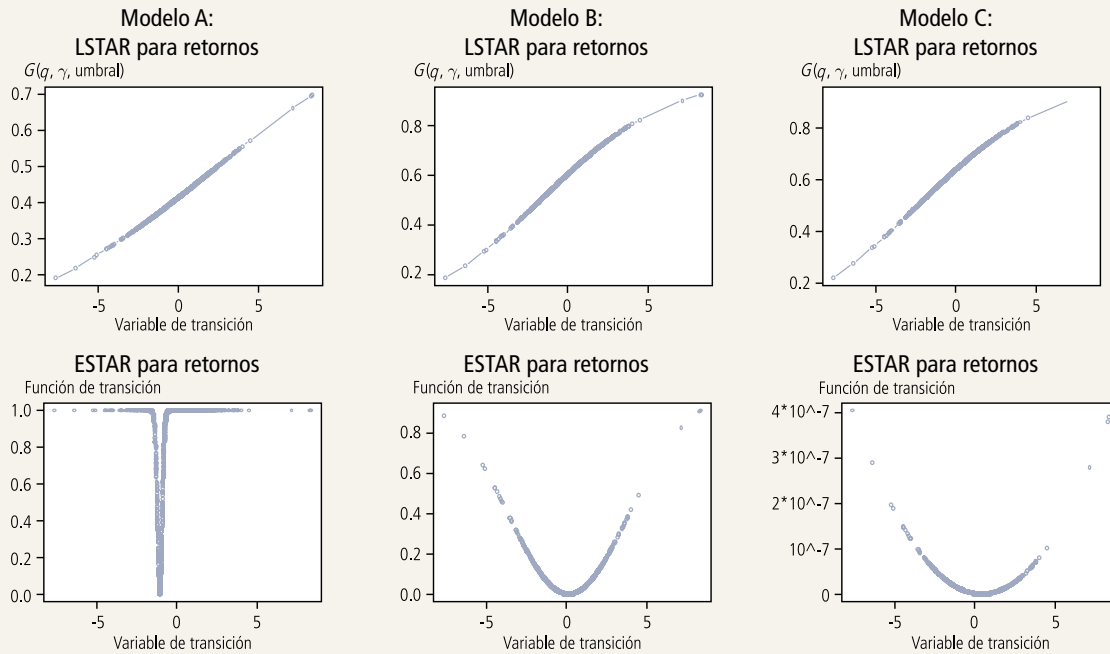 Modelo A:
LSTAR para retornos
G(q, γ, umbral)
0.7
0.6
0.5
0.4
0.3
0.2
-5
0
5
Variable de transición
Modelo B:
LSTAR para retornos
G(q, γ, umbral)
0.8
0.6
0.4
0.2
-5
0
5
Variable de transición
Modelo C:
LSTAR para retornos
G(q, γ, umbral)
0.8
0.6
0.4
0.2
-5
0
5
Variable de transición
ESTAR para retornos
Función de transición
1.0
0.8
0.6
0.4
0.2
0.0
-5
0
5
Variable de transición
ESTAR para retornos
Función de transición
0.8
0.6
0.4
0.2
0.0
-5
0
5
Variable de transición
ESTAR para retornos
Función de transición
4*10^-7
3*10^-7
2*10^-7
10^-7
0
-5
0
5
Variable de transición